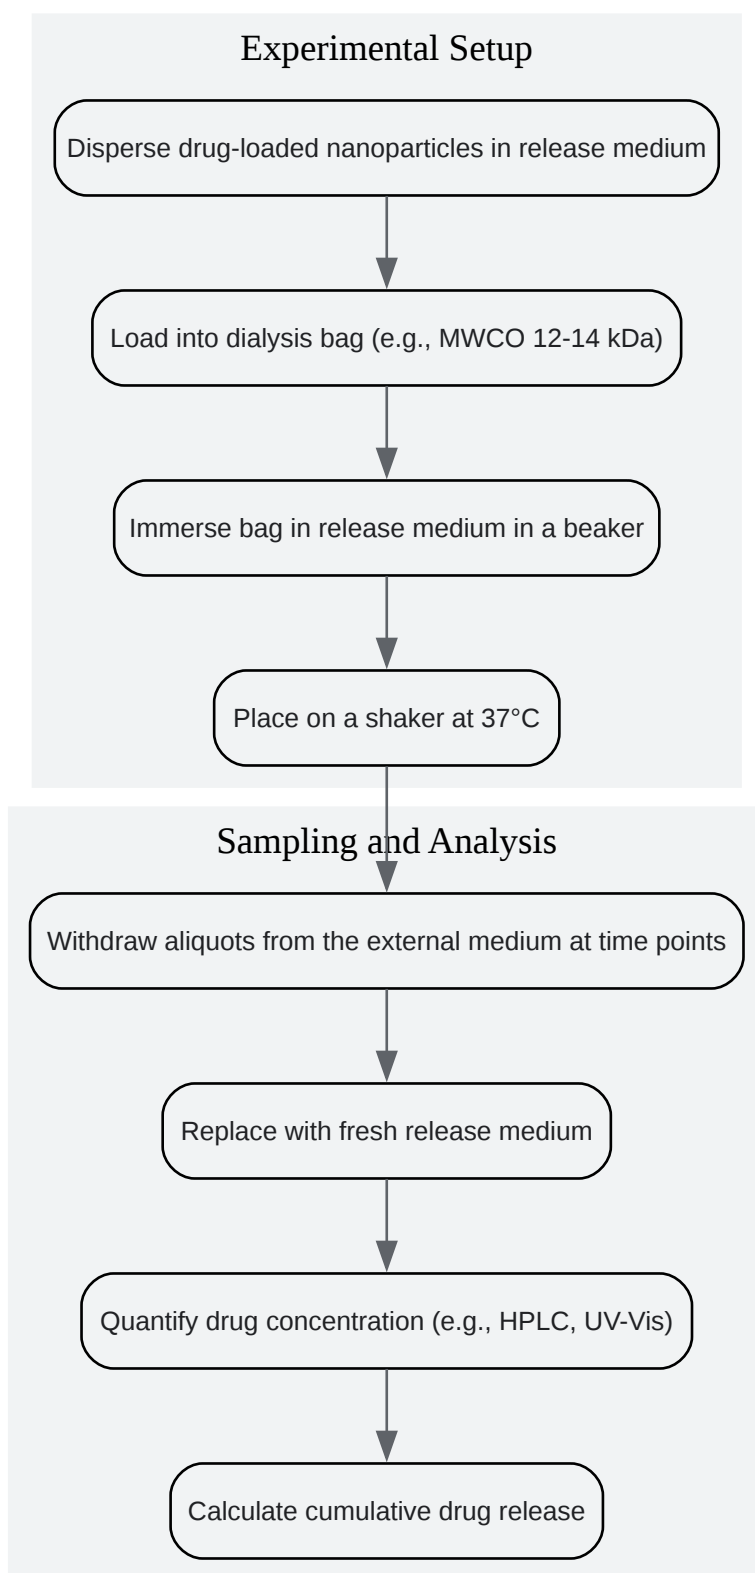 Experimental Setup
Disperse drug-loaded nanoparticles in release medium
Load into dialysis bag (e.g., MWCO 12-14 kDa)
Immerse bag in release medium in a beaker
Place on a shaker at 37°C
Sampling and Analysis
Withdraw aliquots from the external medium at time points
Replace with fresh release medium
Quantify drug concentration (e.g., HPLC, UV-Vis)
Calculate cumulative drug release